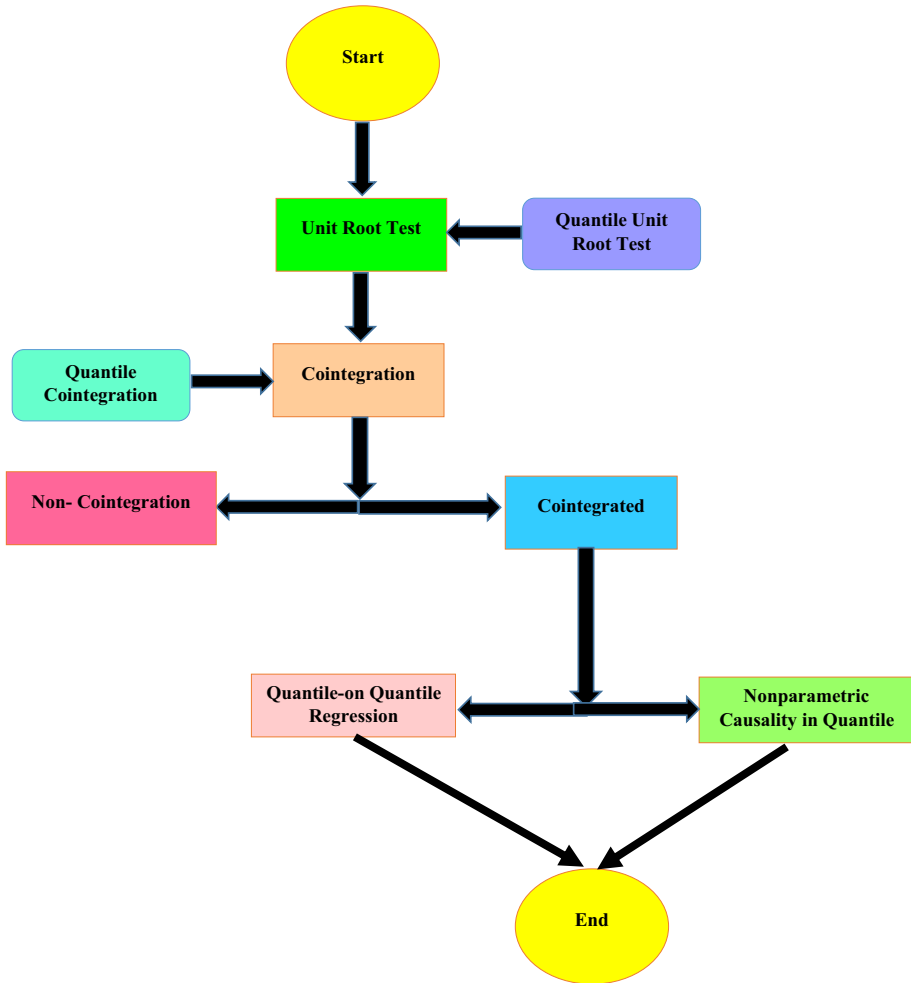 Start
Unit Root Test
Quantile Unit
Root Test
Quantile
Cointegration
Cointegration
Non- Cointegration
Cointegrated
Quantile-on Quantile
Regression
Nonparametric
Causality in Quantile
End